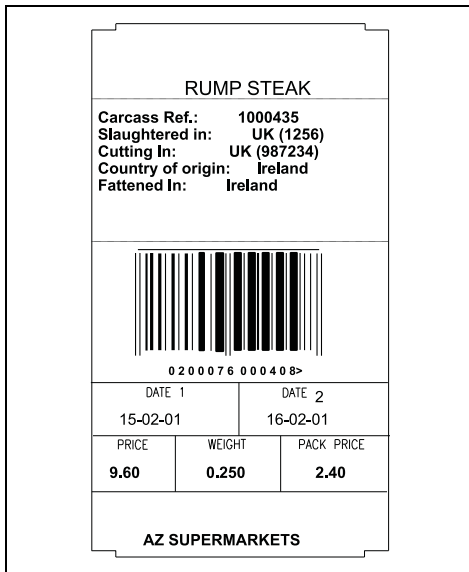 RUMP STEAK
Carcass Ref.: 1000435
Slaughtered in: UK (1256)
Cutting In: UK (987234)
Country of origin: Ireland
Fattened In: Ireland
0200076 000408>
DATE 1 DATE 2
15-02-01 16-02-01
PRICE WEIGHT PACK PRICE
9.60 0.250 2.40
AZ SUPERMARKETS